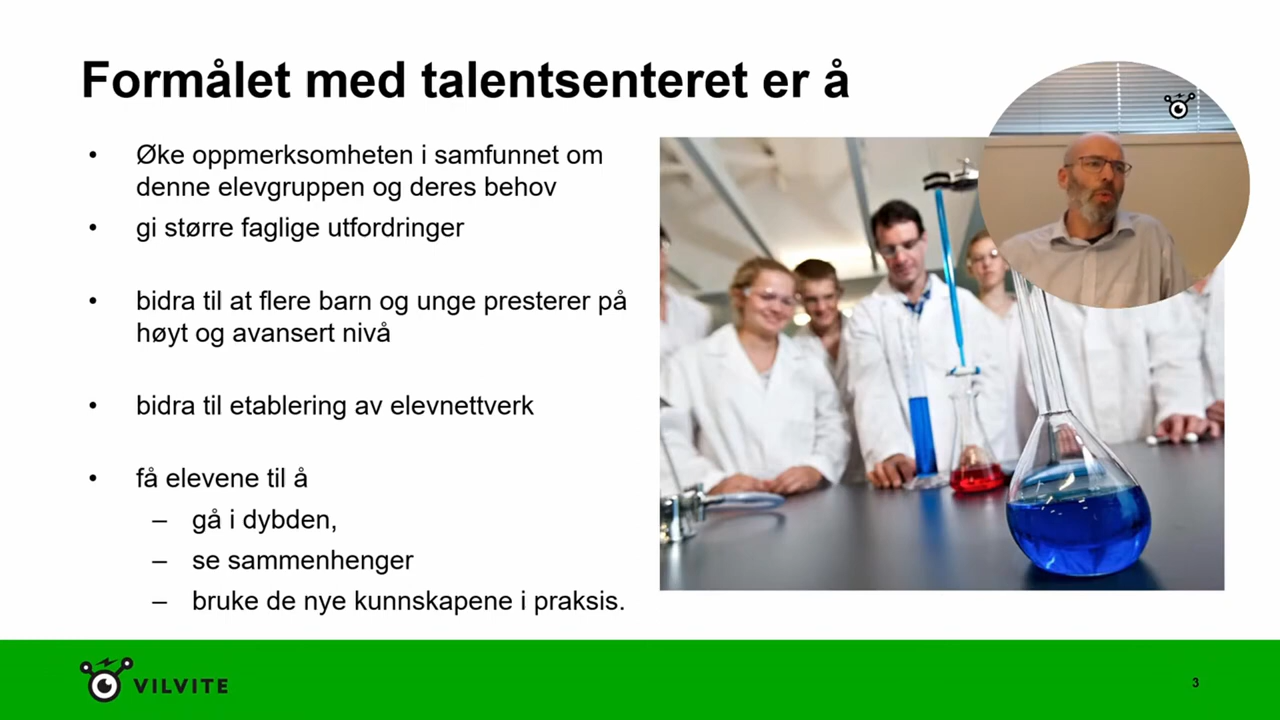 Formålet med talentsenteret er å
• Øke oppmerksomheten i samfunnet om
denne elevgruppen og deres behov
• gi større faglige utfordringer
• bidra til at flere barn og unge presterer på
høyt og avansert nivå
• bidra til etablering av elevnettverk
• få elevene til å
– gå i dybden,
– se sammenhenger
– bruke de nye kunnskapene i praksis.
VILVITE
3